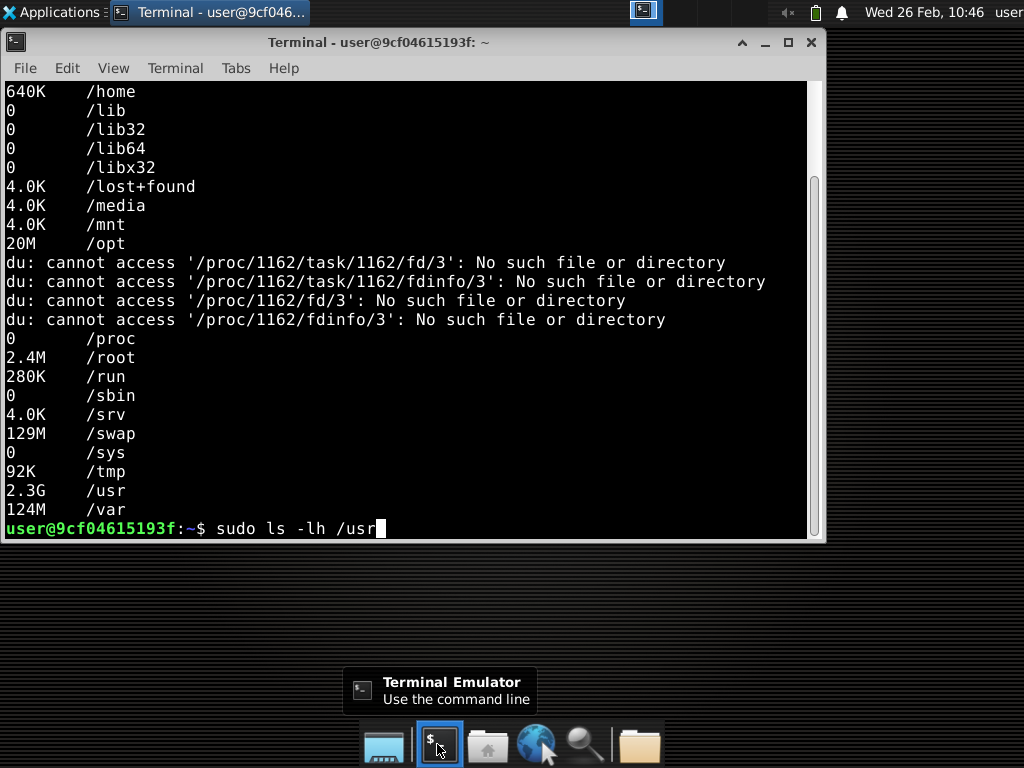 Applications
Terminal - user@9cf046...
Wed 26 Feb, 10:46
user
Terminal - user@9cf04615193f: ~
File Edit View Terminal Tabs Help
640K /home
0 /lib
0 /lib32
0 /lib64
0 /libx32
4.0K /lost+found
4.0K /media
4.0K /mnt
20M /opt
du: cannot access '/proc/1162/task/1162/fd/3': No such file or directory
du: cannot access '/proc/1162/task/1162/fdinfo/3': No such file or directory
du: cannot access '/proc/1162/fd/3': No such file or directory
du: cannot access '/proc/1162/fdinfo/3': No such file or directory
0 /proc
2.4M /root
280K /run
0 /sbin
4.0K /srv
129M /swap
0 /sys
92K /tmp
2.3G /usr
124M /var
user@9cf04615193f:~$ sudo ls -lh /usr
Terminal Emulator
Use the command line